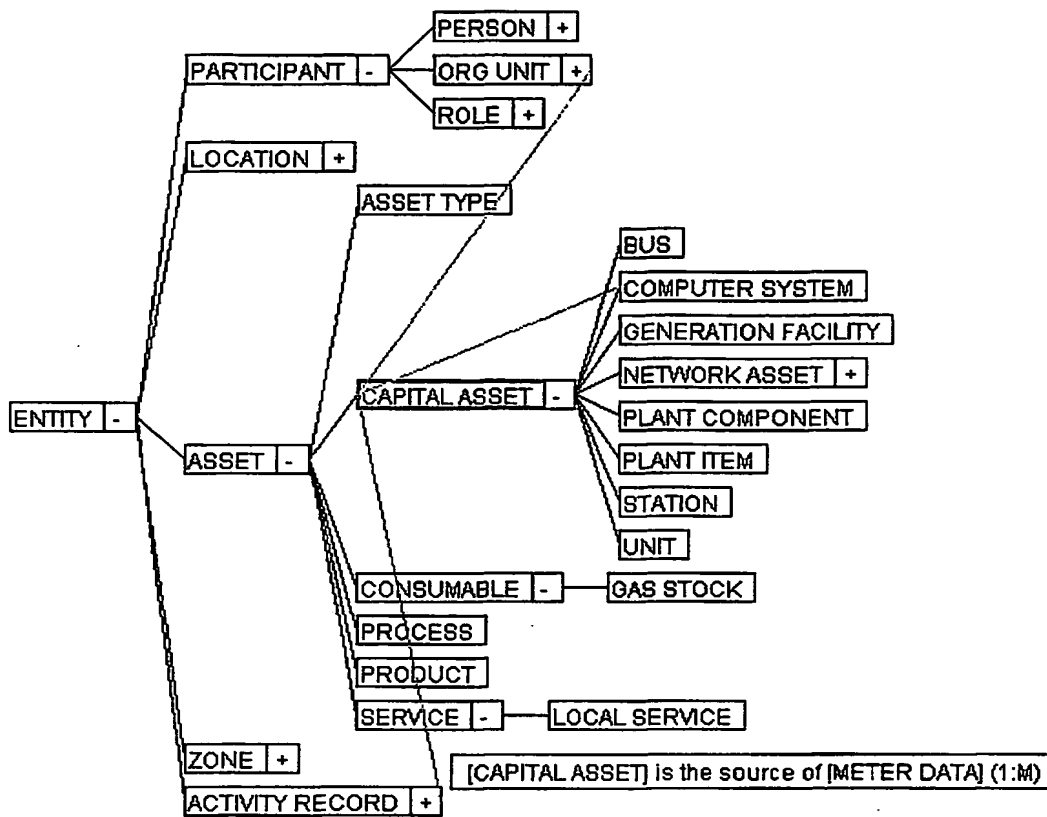 PERSON +
PARTICIPANT -
ORG UNIT +
ROLE +
LOCATION +
ASSET TYPE
BUS
COMPUTER SYSTEM
GENERATION FACILITY
NETWORK ASSET +
CAPITAL ASSET -
PLANT COMPONENT
ENTITY -
ASSET -
PLANT ITEM
STATION
UNIT
CONSUMABLE -
GAS STOCK
PROCESS
PRODUCT
SERVICE -
LOCAL SERVICE
ZONE +
[CAPITAL ASSET] is the source of [METER DATA] (1:M)
ACTIVITY RECORD +